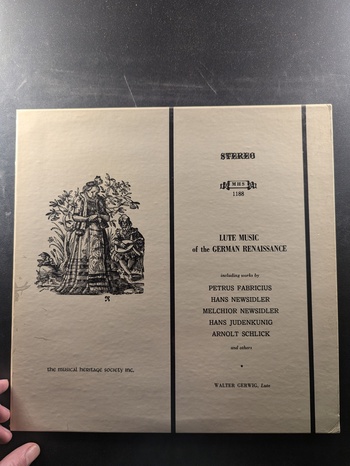 STEREO
MHS
1188
LUTE MUSIC
of the GERMAN RENAISSANCE
including works by
PETRUS FABRICIUS
HANS NEWSIDLER
MELCHIOR NEWSIDLER
HANS JUDENKUNIG
ARNOLT SCHLICK
and others
WALTER GERWIG, Lute
the musical heritage society inc.